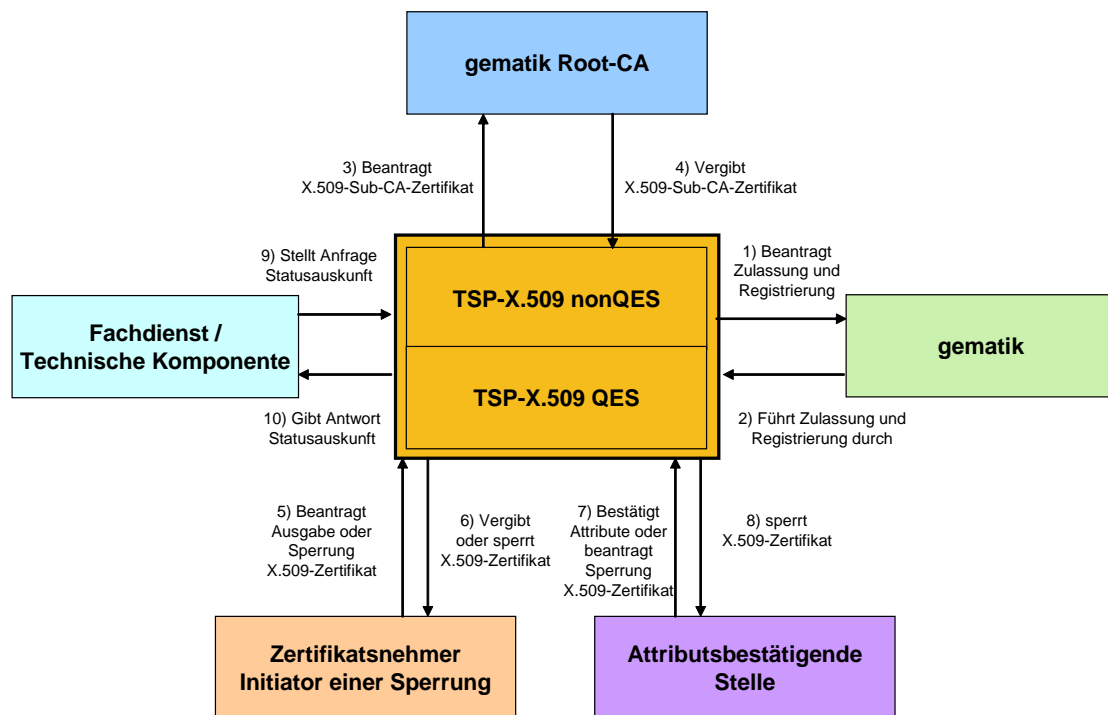 gematik Root-CA
3) Beantragt
X.509-Sub-CA-Zertifikat
4) Vergibt
X.509-Sub-CA-Zertifikat
9) Stellt Anfrage
Statusauskunft
1) Beantragt
Zulassung und
Registrierung
TSP-X.509 nonQES
Fachdienst /
Technische Komponente
gematik
TSP-X.509 QES
10) Gibt Antwort
Statusauskunft
2) Führt Zulassung und
Registrierung durch
5) Beantragt
Ausgabe oder
Sperrung
X.509-Zertifikat
6) Vergibt
oder sperrt
X.509-Zertifikat
7) Bestätigt
Attribute oder
beantragt
Sperrung
X.509-Zertifikat
8) sperrt
X.509-Zertifikat
Zertifikatsnehmer
Initiator einer Sperrung
Attributsbestätigende
Stelle